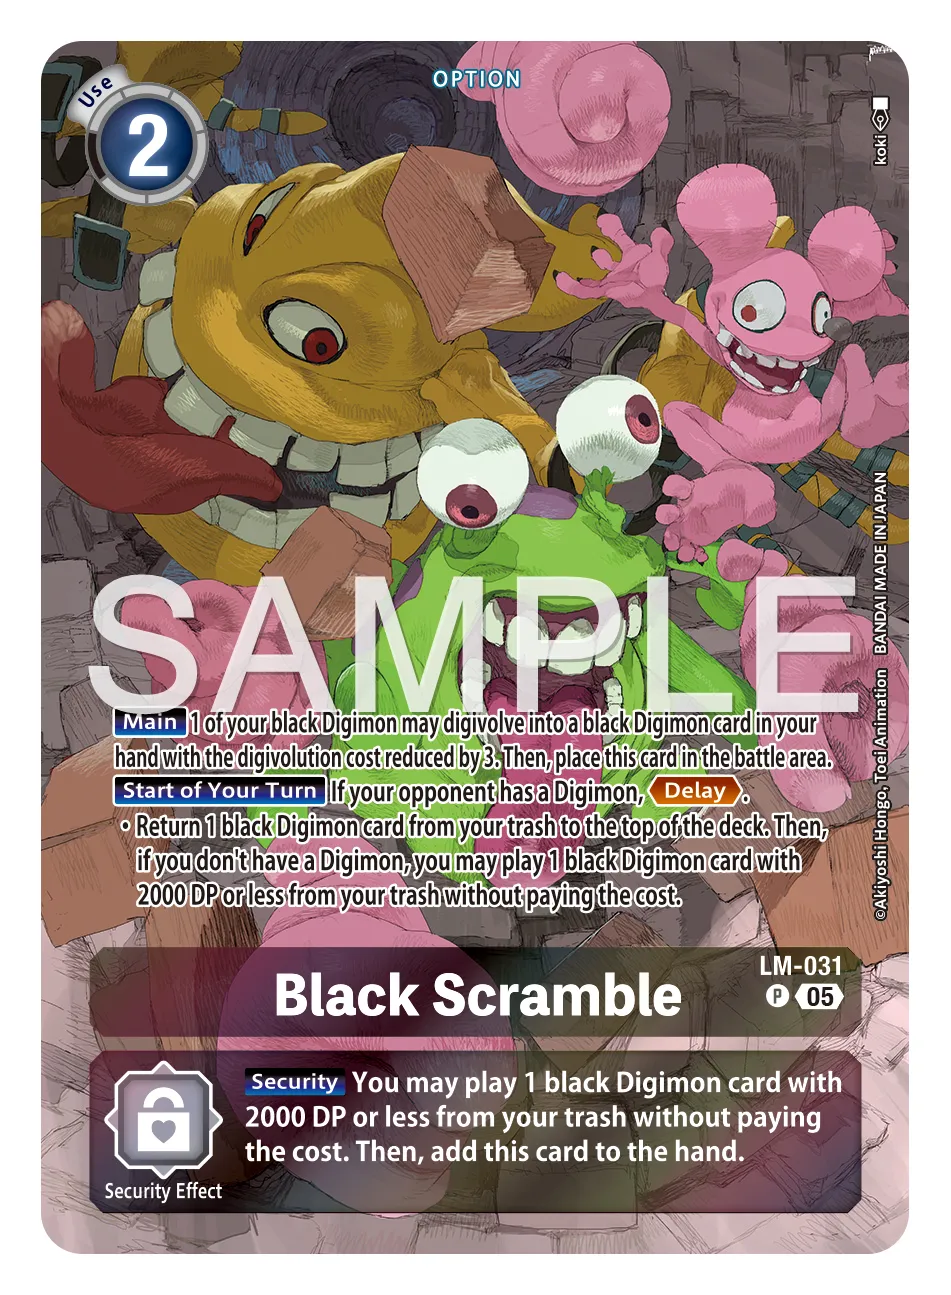 OPTION
Use
2
koki
SAMPLE
Main 1 of your black Digimon may digivolve into a black Digimon card in your
hand with the digivolution cost reduced by 3. Then, place this card in the battle area.
Start of Your Turn If your opponent has a Digimon, Delay.
・Return 1 black Digimon card from your trash to the top of the deck. Then,
if you don't have a Digimon, you may play 1 black Digimon card with
2000 DP or less from your trash without paying the cost.
©Akiyoshi Hongo, Toei Animation BANDAI MADE IN JAPAN
LM-031
Black Scramble
P 05
Security You may play 1 black Digimon card with
2000 DP or less from your trash without paying
the cost. Then, add this card to the hand.
Security Effect